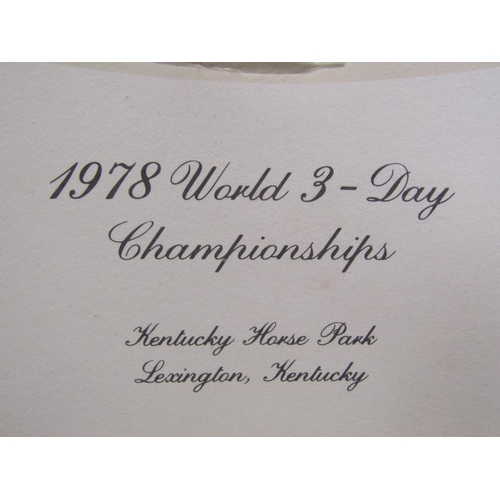 1978 World 3-Day
Championships
Kentucky Horse Park
Lexington, Kentucky